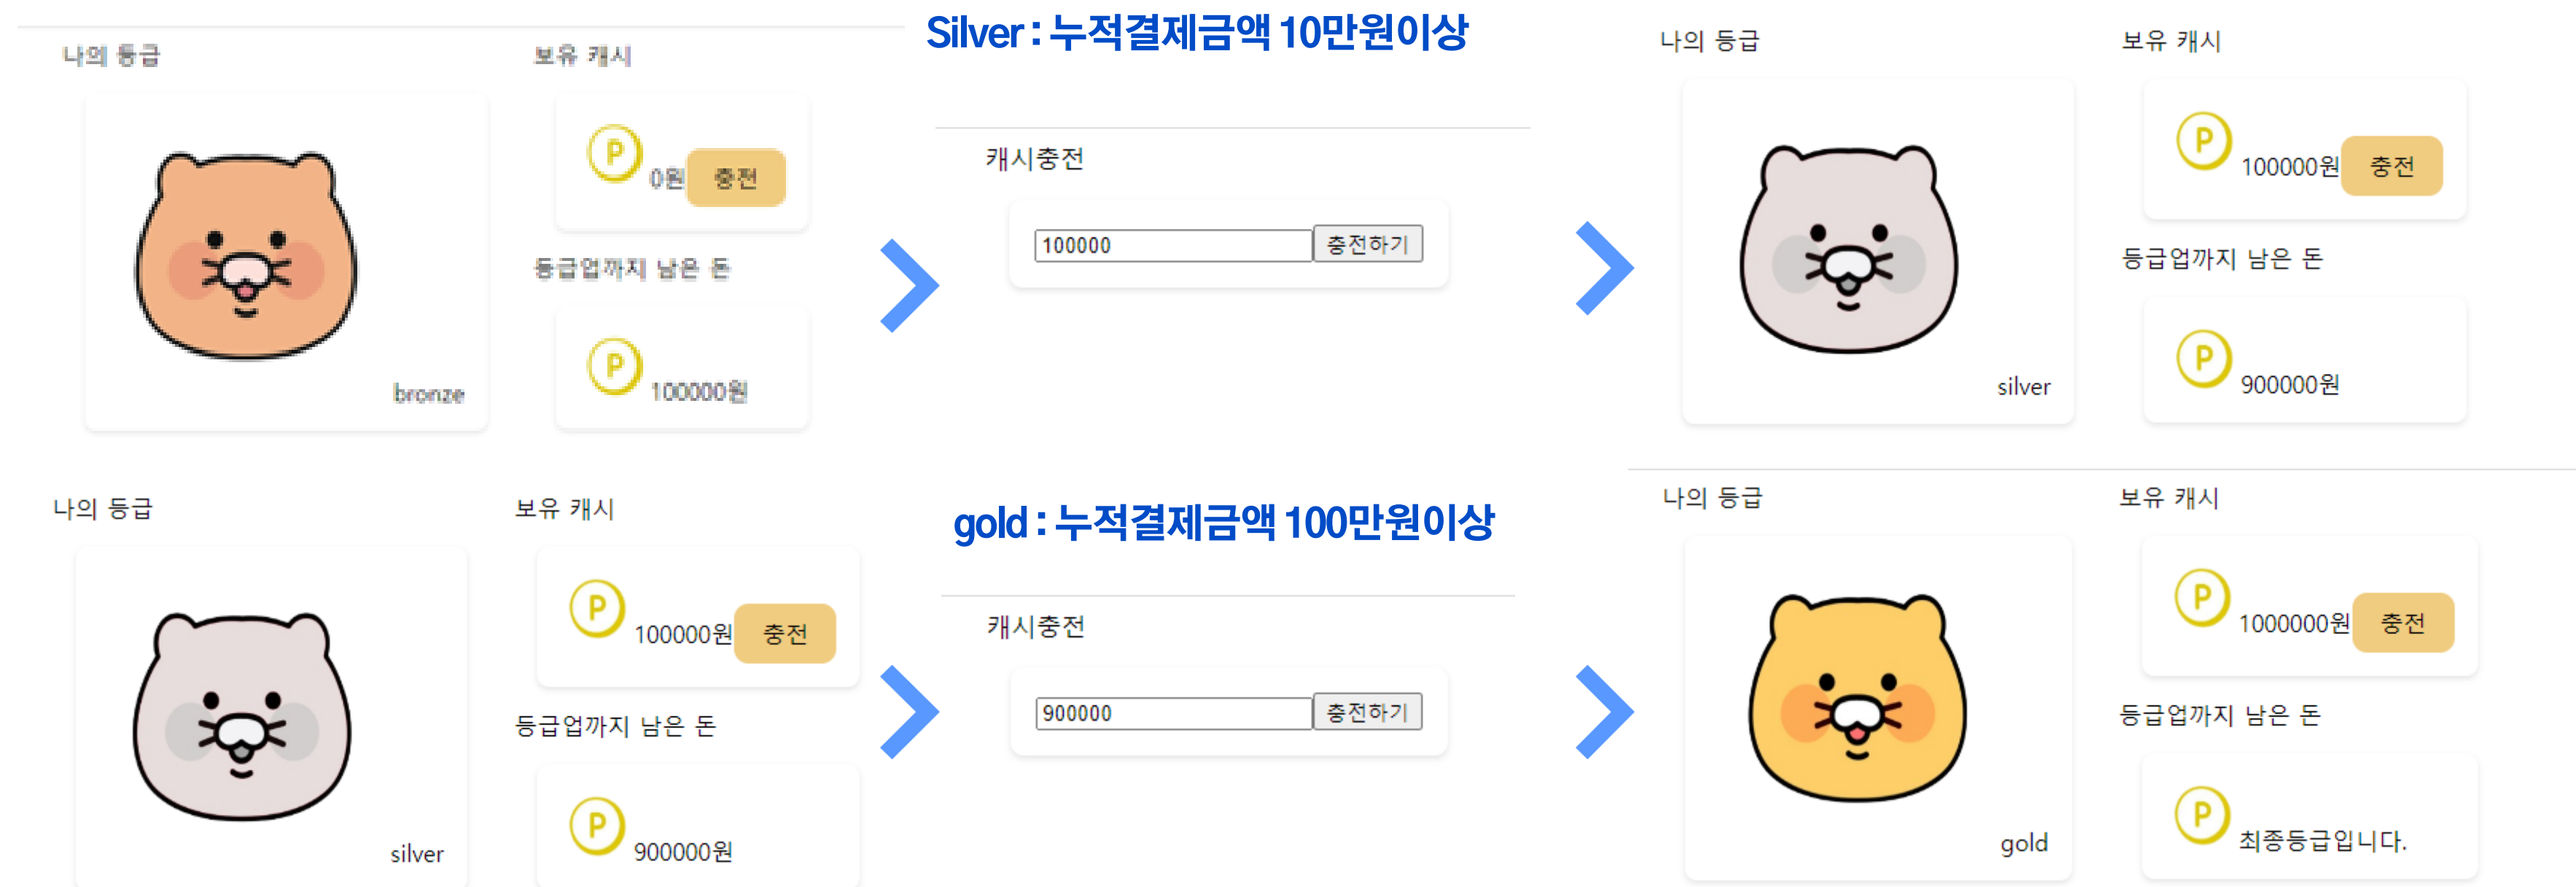 Silver : 누적결제금액 10만원이상
나의 등급
bronze
보유 캐시
P
0원
충전
등급업까지 남은 돈
P
100000원
캐시충전
100000
충전하기
나의 등급
silver
보유 캐시
P
100000원
충전
등급업까지 남은 돈
P
900000원
gold : 누적결제금액 100만원이상
나의 등급
silver
보유 캐시
P
100000원
충전
등급업까지 남은 돈
P
900000원
캐시충전
900000
충전하기
나의 등급
gold
보유 캐시
P
1000000원
충전
등급업까지 남은 돈
P
최종등급입니다.